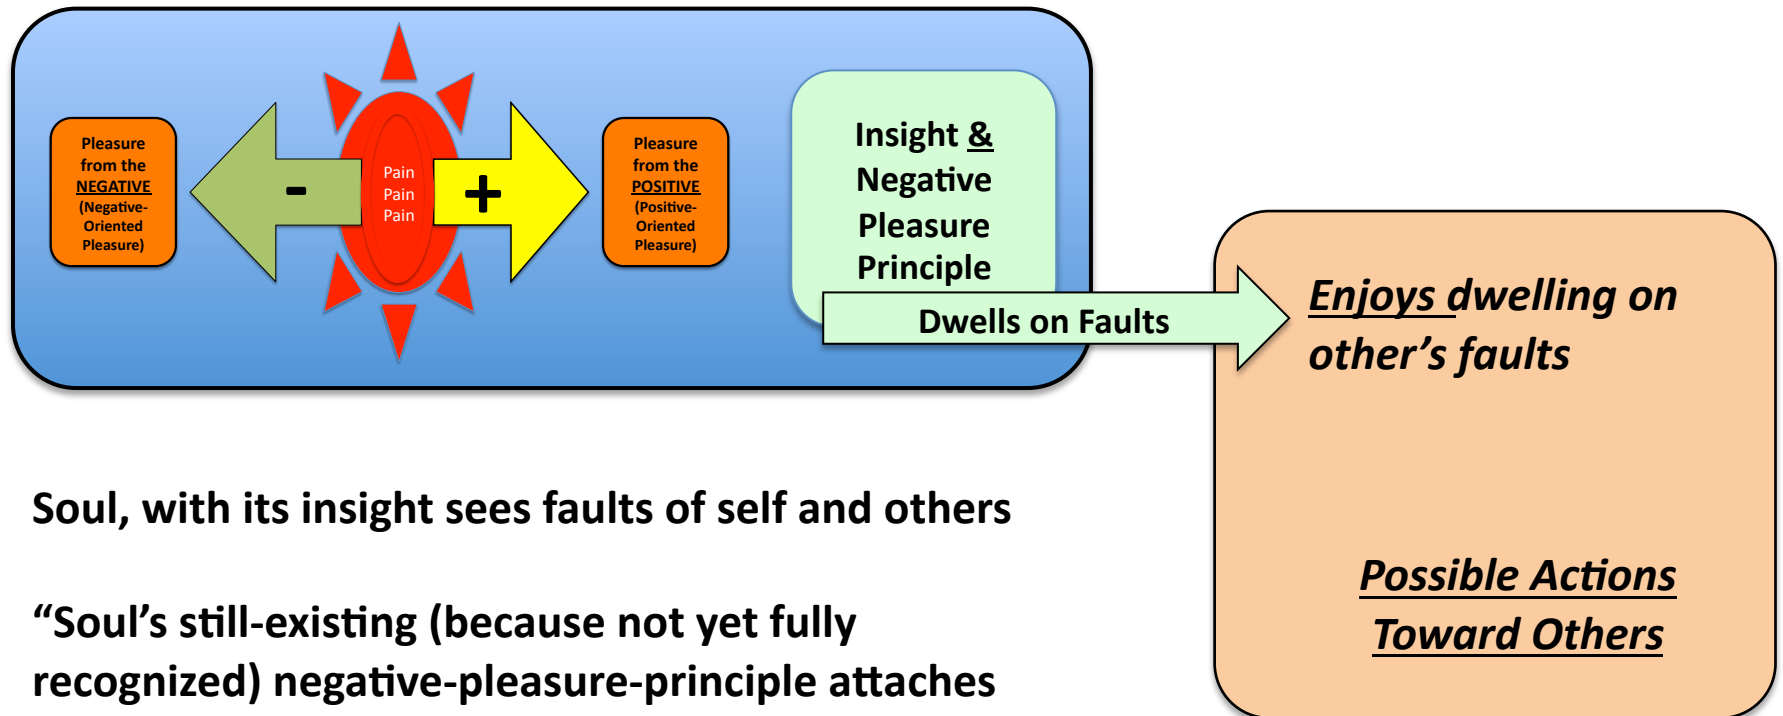 Pleasure
from the
NEGATIVE
(Negative-
Oriented
Pleasure)
-
Pain
Pain
Pain
+
Pleasure
from the
POSITIVE
(Positive-
Oriented
Pleasure)
Insight &
Negative
Pleasure
Principle
Dwells on Faults
Enjoys dwelling on
other’s faults
Possible Actions
Toward Others
Soul, with its insight sees faults of self and others
“Soul’s still-existing (because not yet fully
recognized) negative-pleasure-principle attaches